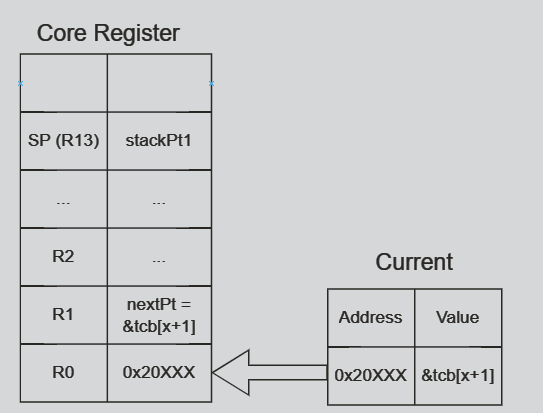 Core Register
SP (R13) stackPt1
... ...
R2 ...
R1 nextPt =
&tcb[x+1]
R0 0x20XXX
Current
Address Value
0x20XXX &tcb[x+1]